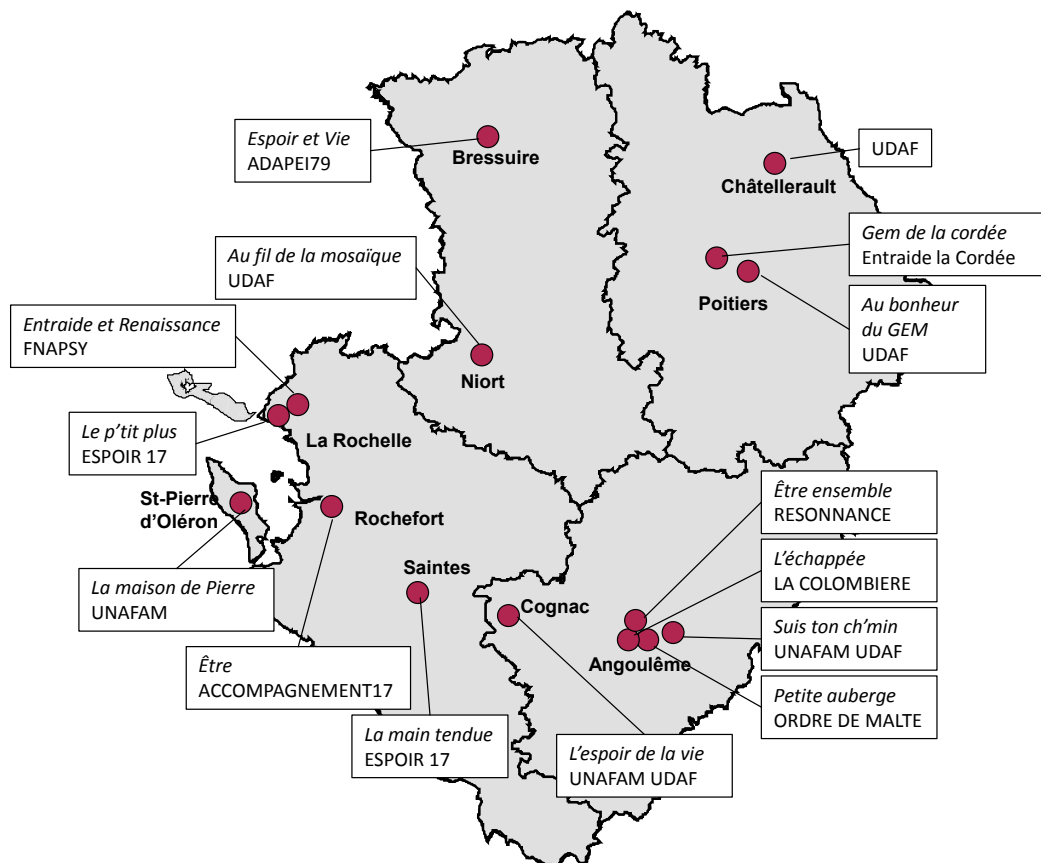 Espoir et Vie
ADAPEI79
Bressuire
UDAF
Châtellerault
Gem de la cordée
Entraide la Cordée
Au fil de la mosaïque
UDAF
Poitiers
Au bonheur
du GEM
UDAF
Entraide et Renaissance
FNAPSY
Niort
Le p'tit plus
ESPOIR 17
La Rochelle
St-Pierre
d'Oléron
Rochefort
Être ensemble
RESONNANCE
La maison de Pierre
UNAFAM
Saintes
Cognac
L'échappée
LA COLOMBIERE
Angoulême
Suis ton ch'min
UNAFAM UDAF
Être
ACCOMPAGNEMENT17
Petite auberge
ORDRE DE MALTE
La main tendue
ESPOIR 17
L'espoir de la vie
UNAFAM UDAF